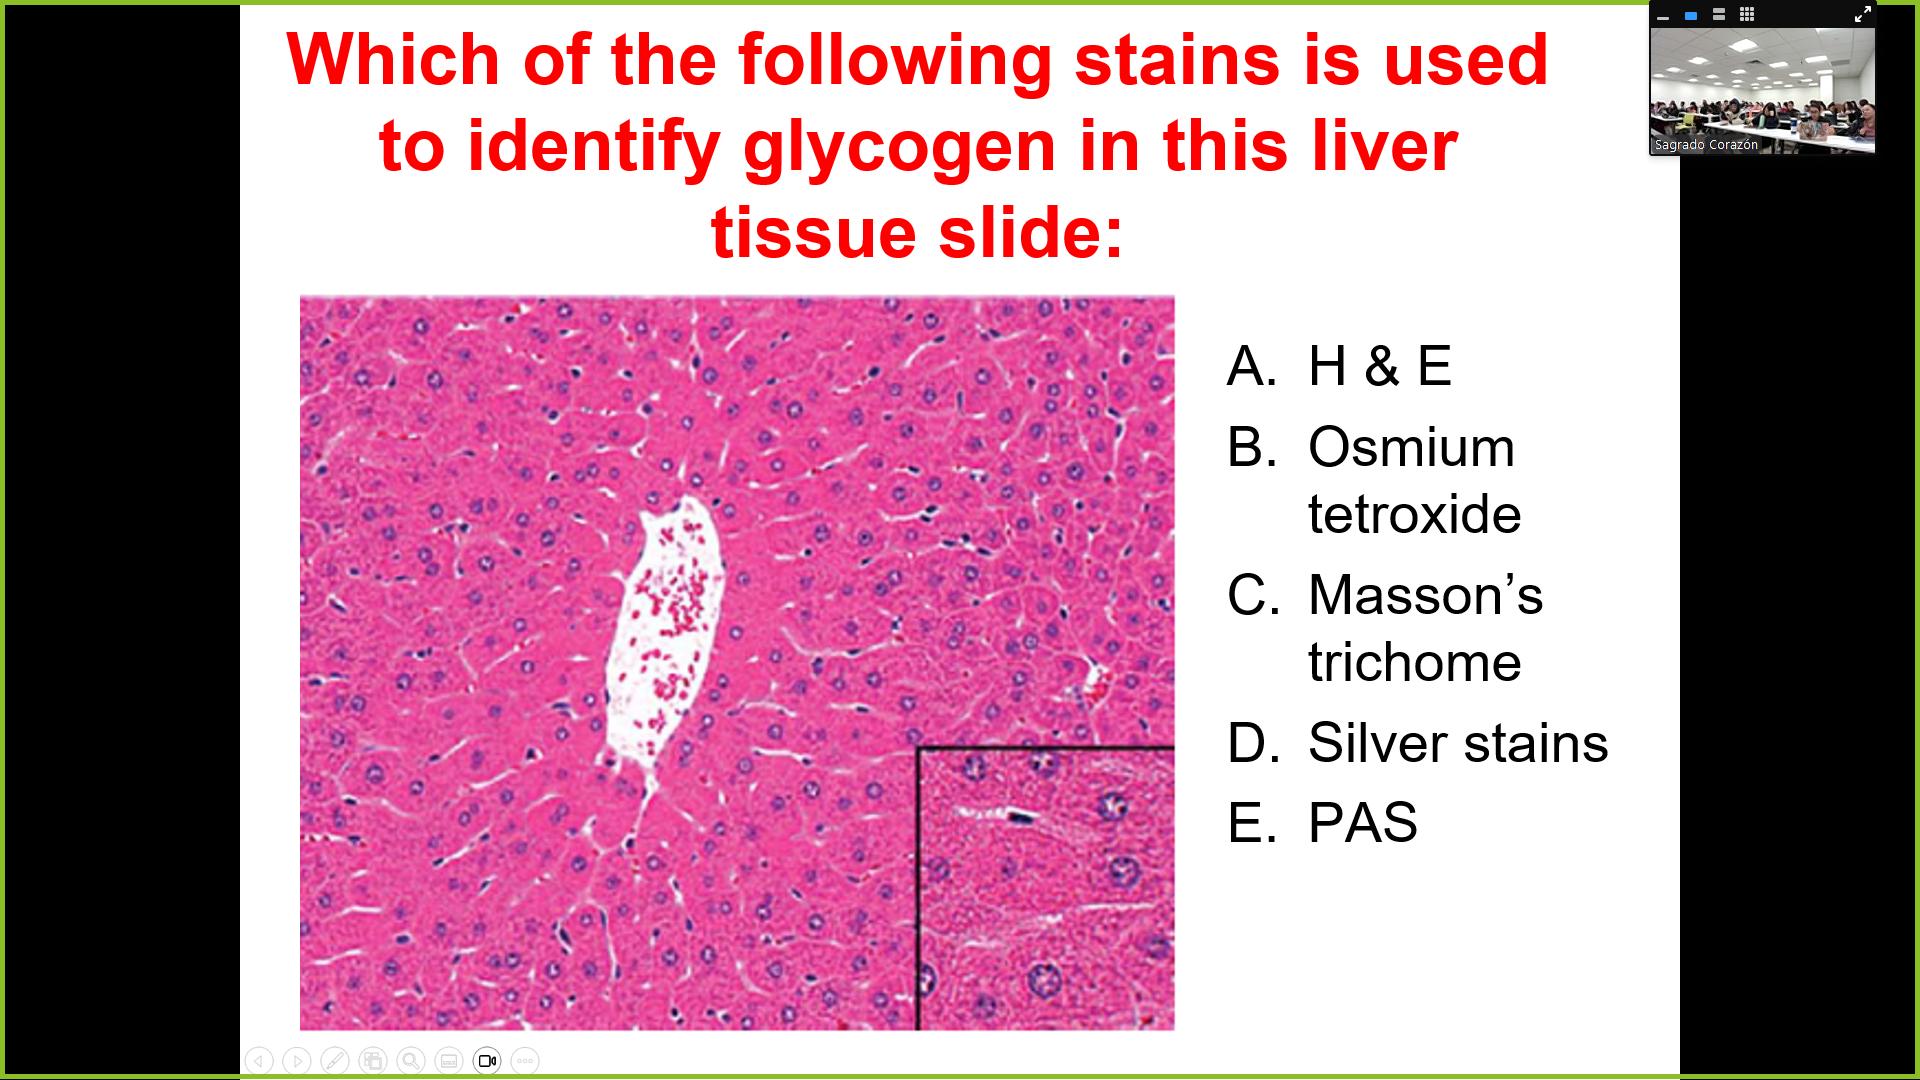 Which of the following stains is used
to identify glycogen in this liver
tissue slide:
A. H & E
B. Osmium
tetroxide
C. Masson’s
trichome
D. Silver stains
E. PAS
Sagrado Corazón